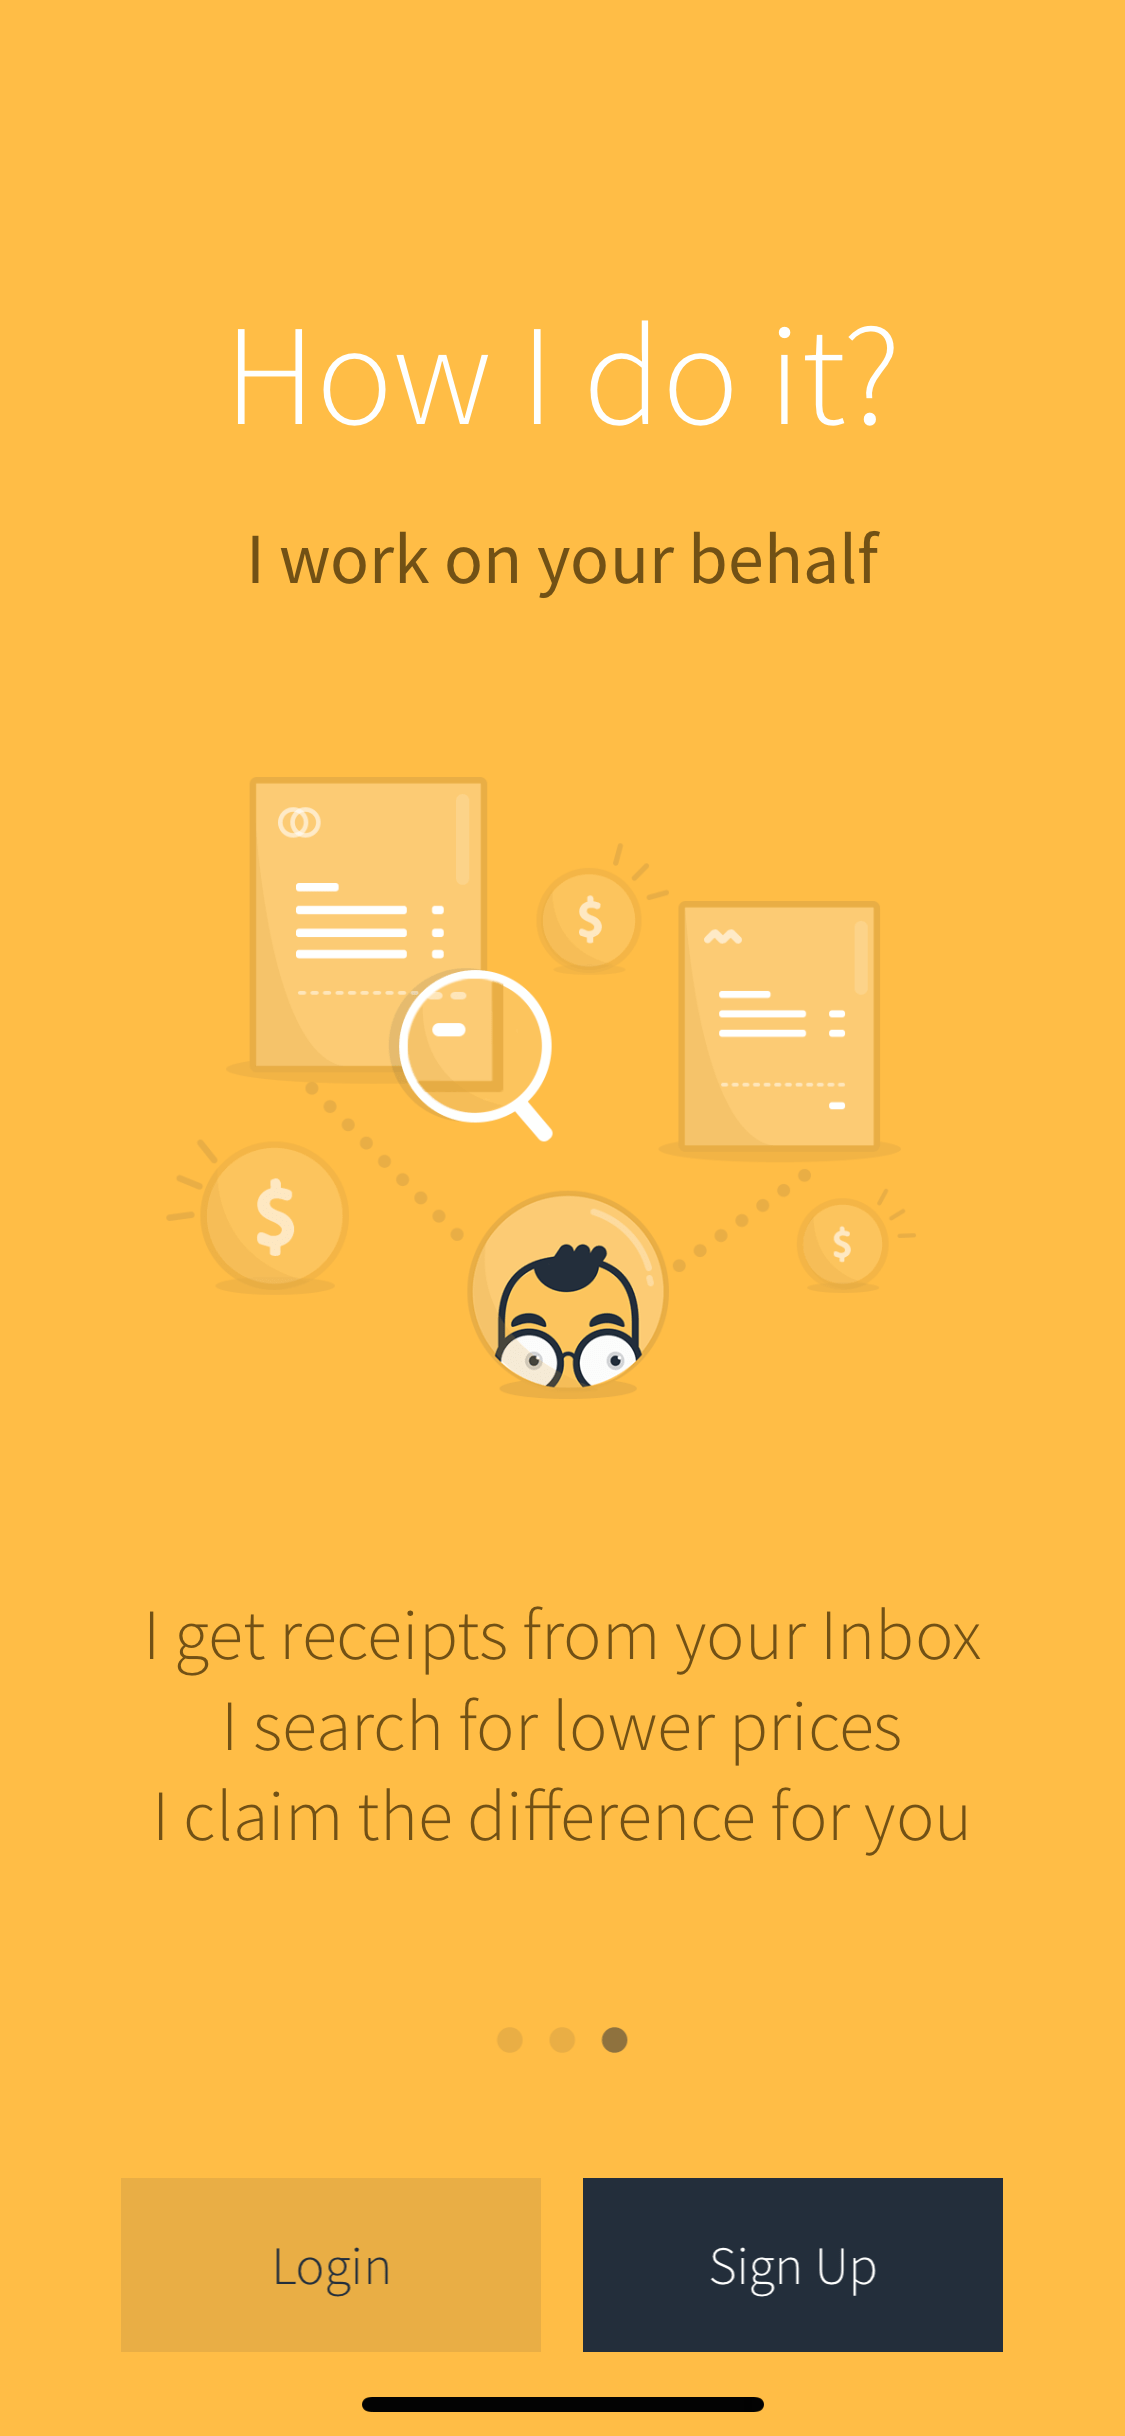 How I do it?
I work on your behalf
$
$
$
I get receipts from your Inbox
I search for lower prices
I claim the difference for you
Login
Sign Up